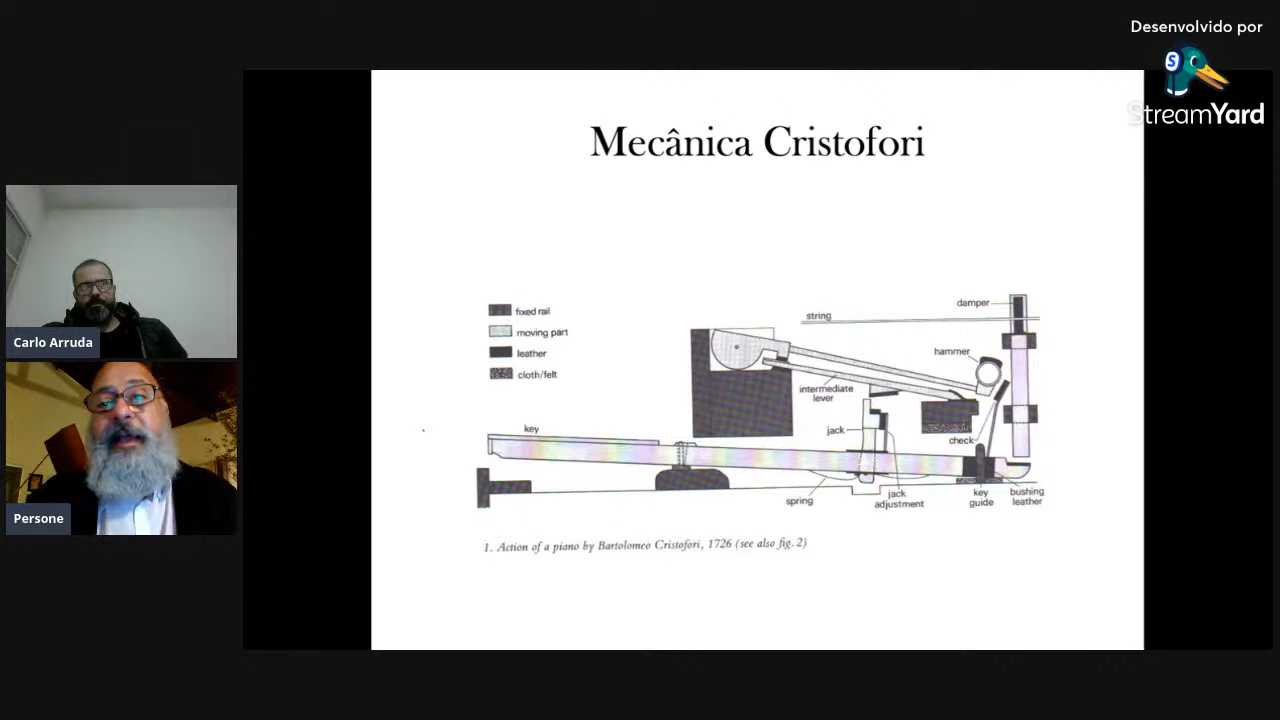 Desenvolvido por
StreamYard
Mecânica Cristofori
fixed rail
moving part
leather
cloth/felt
damper
string
hammer
intermediate
lever
jack
check
key
spring
jack
adjustment
key
guide
bushing
leather
1. Action of a piano by Bartolomeo Cristofori, 1726 (see also fig. 2)
Carlo Arruda
Persone